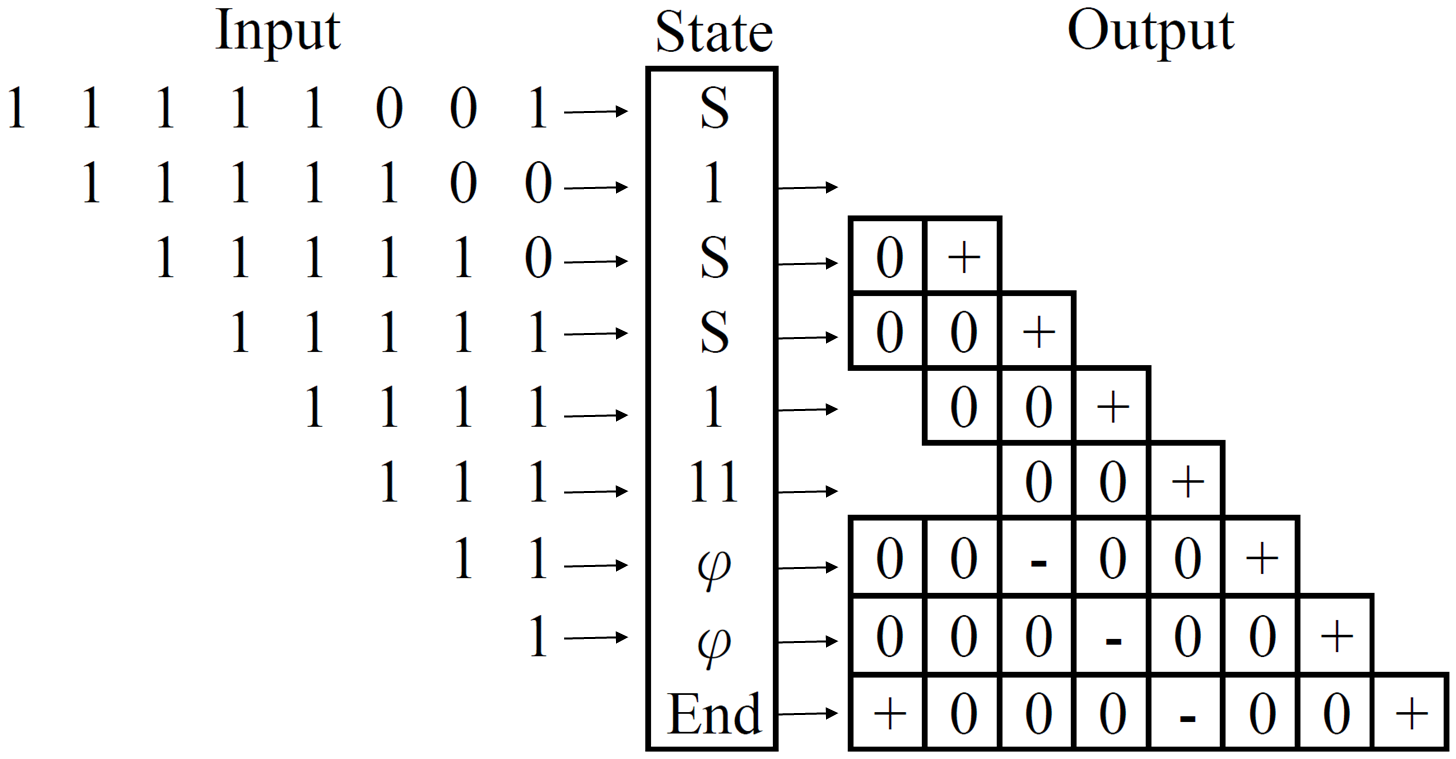 Input State Output
1 1 1 1 1 0 0 1 S
1 1 1 1 1 0 0 1
1 1 1 1 1 0 S 0 +
1 1 1 1 1 S 0 0 +
1 1 1 1 1 0 0 +
1 1 1 11 0 0 +
1 1 φ 0 0 - 0 0 +
1 φ 0 0 0 - 0 0 +
End + 0 0 0 - 0 0 +